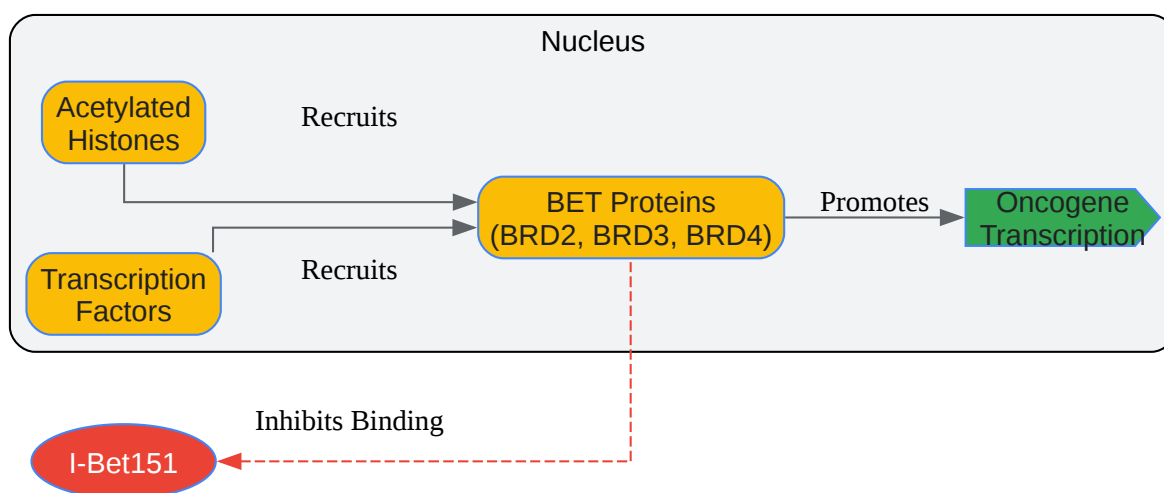 Nucleus
Acetylated
Histones
Recruits
BET Proteins
(BRD2, BRD3, BRD4)
Promotes
Oncogene
Transcription
Transcription
Factors
Recruits
Inhibits Binding
I-Bet151